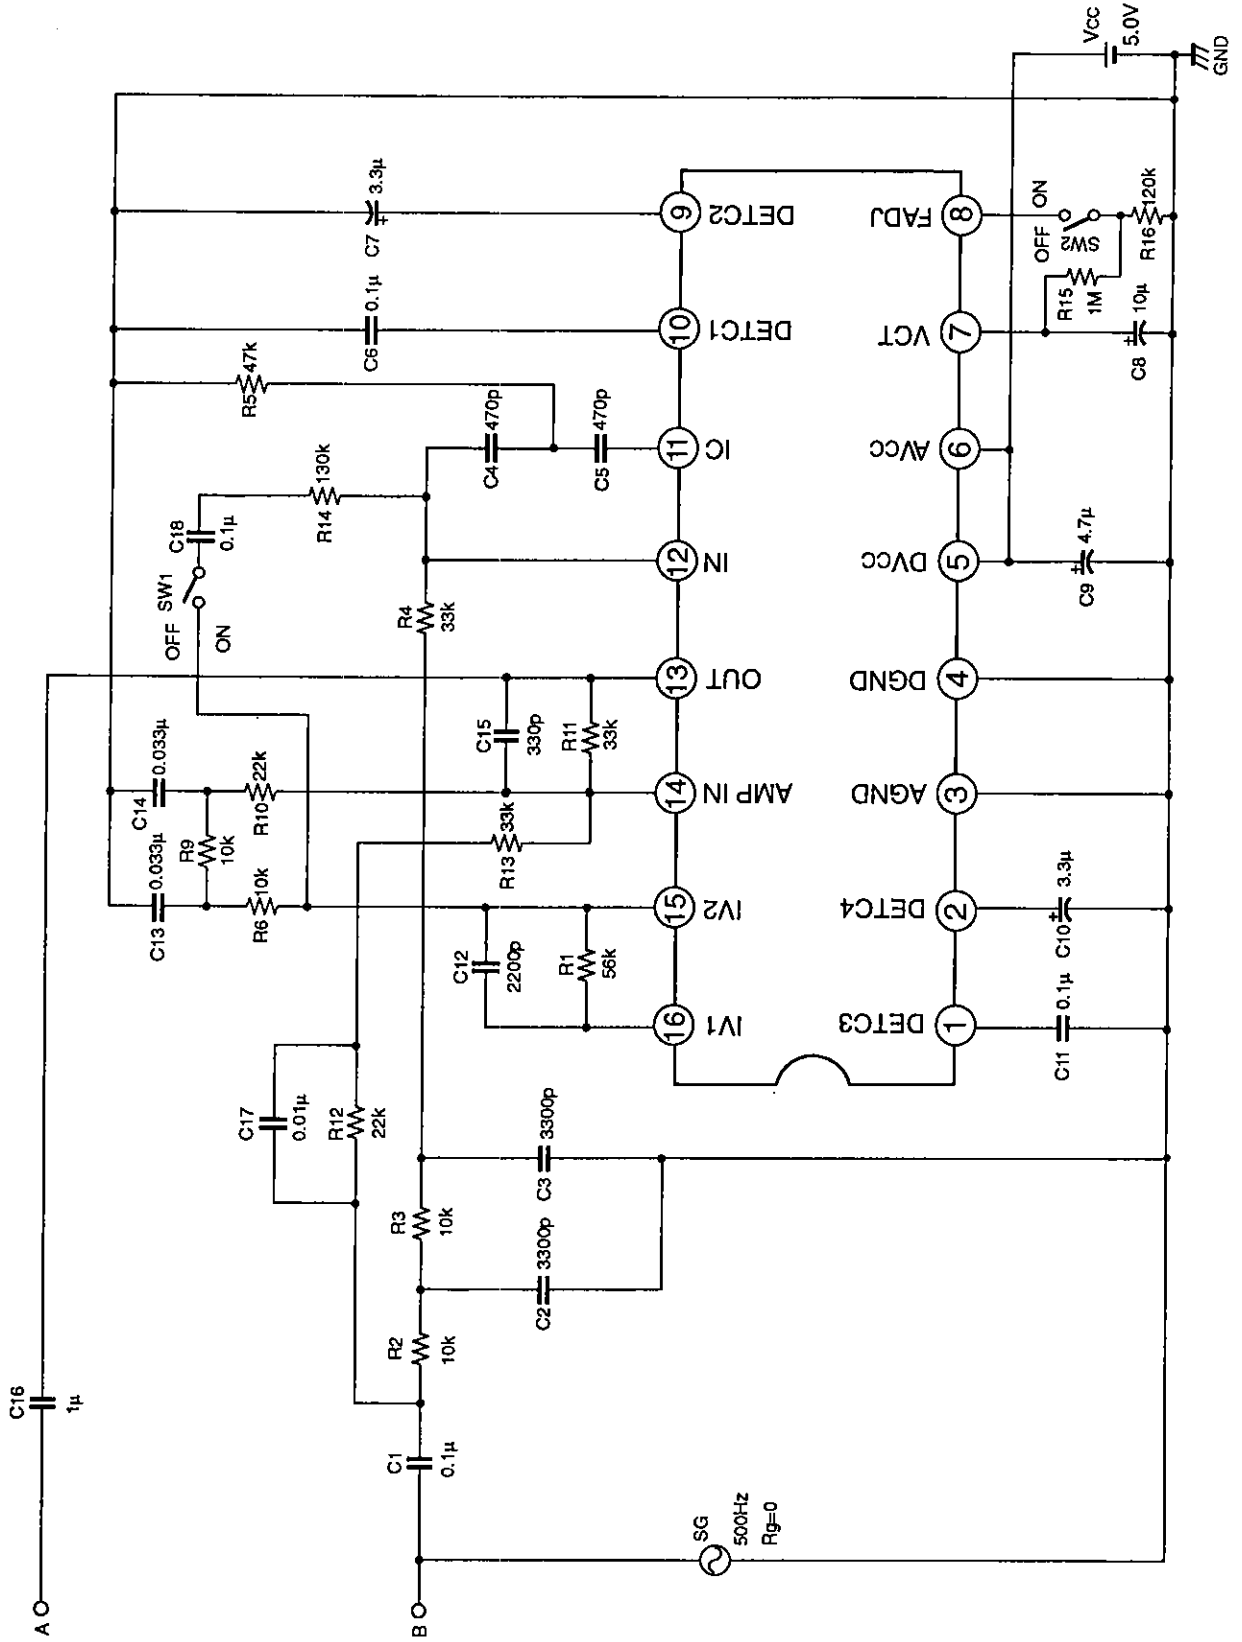 A
C16
1μ
B
C1
0.1μ
SG
500Hz
Rg=0
R2
10k
C2
3300p
R3
10k
C3
3300p
C17
0.01μ
R12
22k
C13
0.033μ
C14
0.033μ
R9
10k
R6
10k
R10
22k
R13
33k
C12
2200p
R1
56k
C15
330p
R11
33k
OFF
SW1
ON
C18
0.1μ
R14
130k
R4
33k
R5
47k
C4
470p
C5
470p
C6
0.1μ
C7
3.3μ
+
16
IV1
15
IV2
14
AMP IN
13
OUT
12
IN
11
IC
10
DETC1
9
DETC2
1
DETC3
2
DETC4
3
AGND
4
DGND
5
DVCC
6
AVCC
7
VCT
8
FADJ
C11
0.1μ
C10
3.3μ
+
C9
4.7μ
+
C8
10μ
+
R15
1M
OFF
SW2
ON
R16
120k
VCC
5.0V
GND